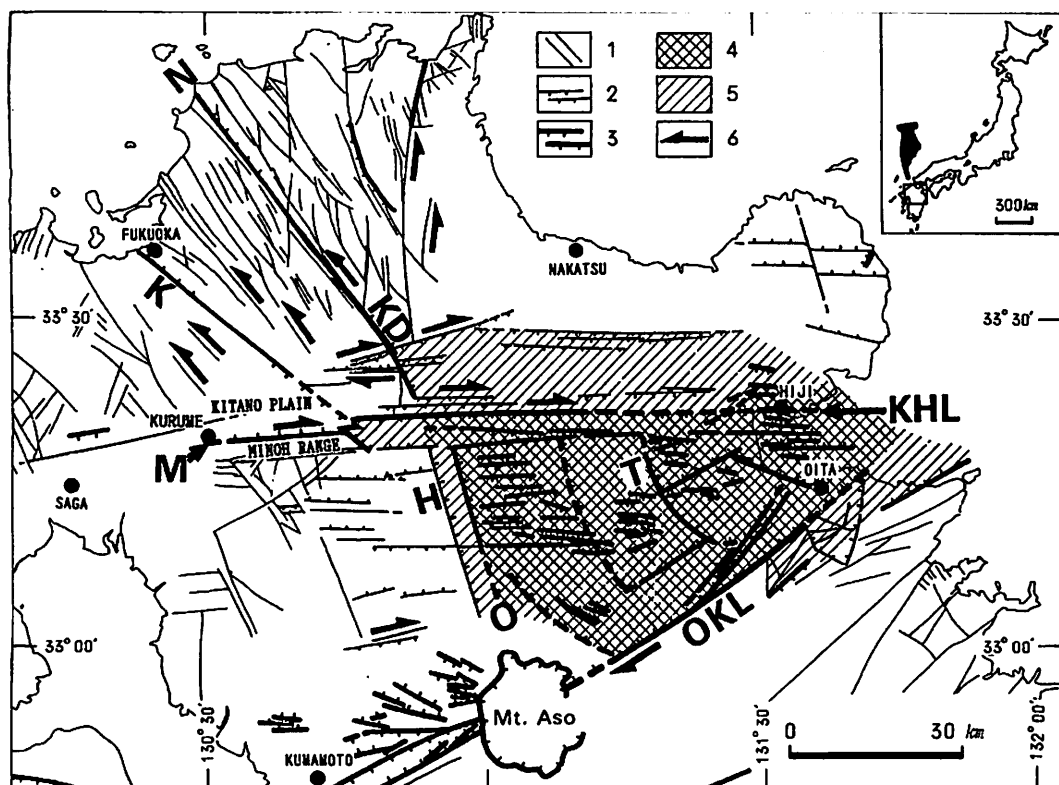 1
4
2
5
3
6
300km
N
FUKUOKA
K
NAKATSU
KD
33°30′
33°30′
HIJI
KITANO PLAIN
KURUME
KHL
MINOH RANGE
M
T
OITA
SAGA
H
O
OKL
33°00′
33°00′
Mt. Aso
130°30′
131°30′
132°00′
0 30 km
KUMAMOTO